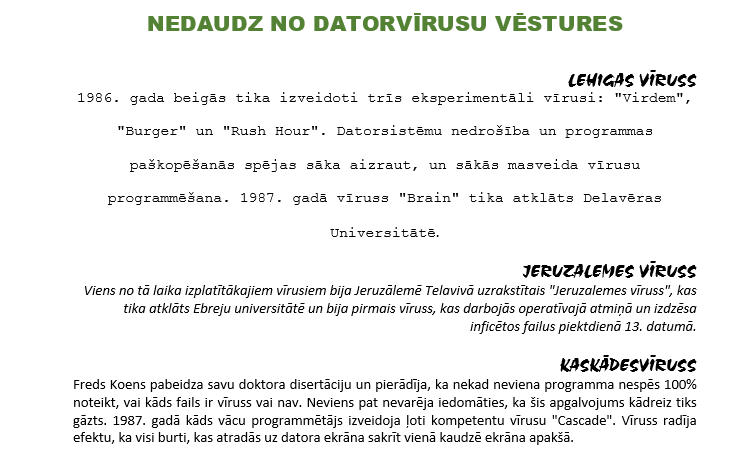 NEDAUDZ NO DATORVĪRUSU VĒSTURES
LEHIGAS VĪRUSS
1986. gada beigās tika izveidoti trīs eksperimentāli vīrusi: "Virdem",
"Burger" un "Rush Hour". Datorsistēmu nedrošība un programmas
paškopēšanās spējas sāka aizraut, un sākās masveida vīrusu
programmēšana. 1987. gadā vīruss "Brain" tika atklāts Delavēras
Universitātē.
JERUZALEMES VĪRUSS
Viens no tā laika izplatītākajiem vīrusiem bija Jeruzālemē Telavivā uzrakstītais "Jeruzalemes vīruss", kas
tika atklāts Ebreju universitātē un bija pirmais vīruss, kas darbojās operatīvajā atmiņā un izdzēsa
inficētos failus piektdienā 13. datumā.
KASKĀDESVĪRUSS
Freds Koens pabeidza savu doktora disertāciju un pierādīja, ka nekad neviena programma nespēs 100%
noteikt, vai kāds fails ir vīruss vai nav. Neviens pat nevarēja iedomāties, ka šis apgalvojums kādreiz tiks
gāzts. 1987. gadā kāds vācu programmētājs izveidoja ļoti kompetentu vīrusu "Cascade". Vīruss radīja
efektu, ka visi burti, kas atradās uz datora ekrāna sakrīt vienā kaudzē ekrāna apakšā.